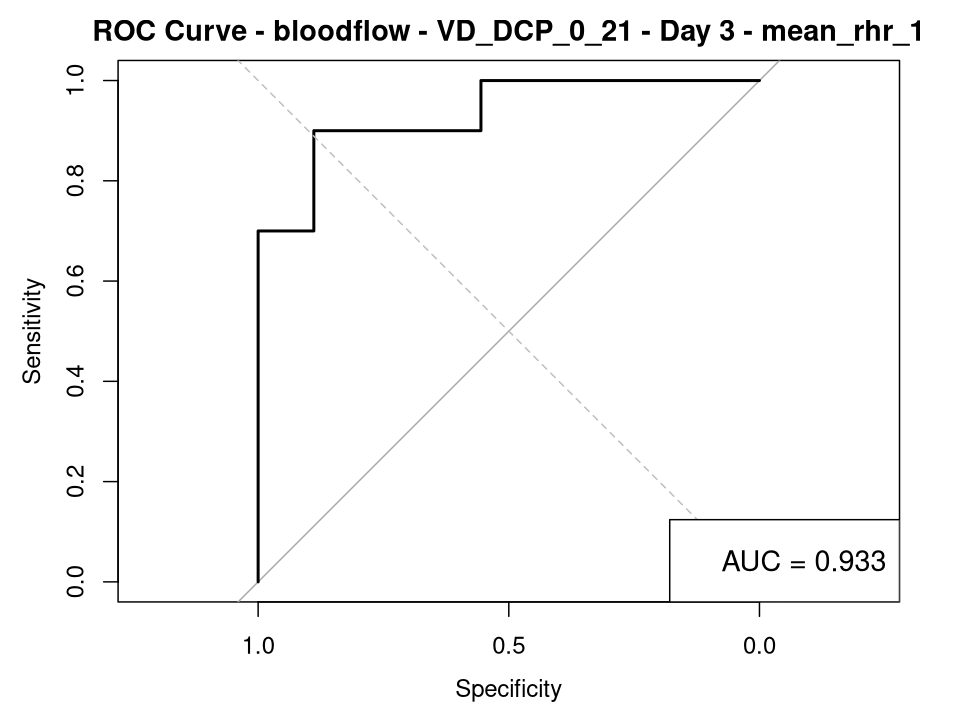 ROC Curve - bloodflow - VD_DCP_0_21 - Day 3 - mean_rhr_1
1.0
0.8
0.6
0.4
0.2
0.0
Sensitivity
AUC = 0.933
1.0 0.5 0.0
Specificity